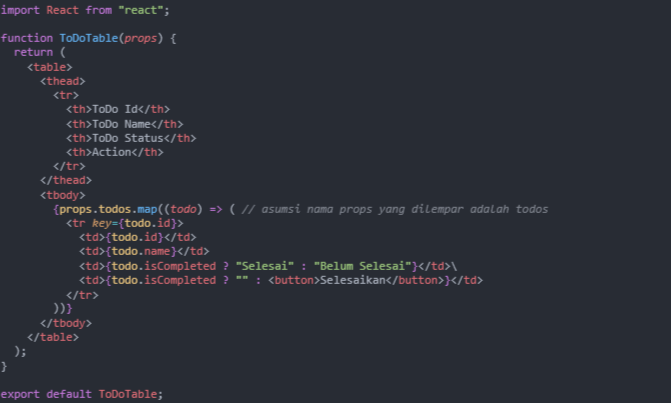 import React from "react";
function ToDoTable(props) {
return (
<table>
<thead>
<tr>
<th>ToDo Id</th>
<th>ToDo Name</th>
<th>ToDo Status</th>
<th>Action</th>
</tr>
</thead>
<tbody>
{props.todos.map((todo) => ( // asumsi nama props yang dilempar adalah todos
<tr key={todo.id}>
<td>{todo.id}</td>
<td>{todo.name}</td>
<td>{todo.isCompleted ? "Selesai" : "Belum Selesai"}</td>\
<td>{todo.isCompleted ? "" : <button>Selesaikan</button>}</td>
</tr>
))}
</tbody>
</table>
);
}
export default ToDoTable;